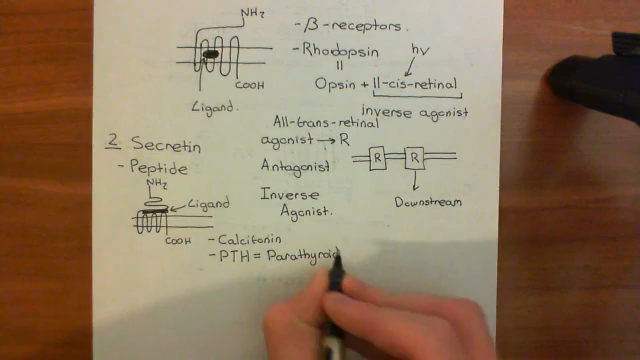 NH2
- β-receptors.
- Rhodopsin
hν
=
Opsin + 11-cis-retinal
inverse agonist
COOH
Ligand.
All-trans-retinal
2 Secretin
agonist → R
- Peptide
Antagonist
R R
NH2
Ligand
Inverse
Agonist.
Downstream
COOH
- Calcitonin
- PTH = Parathyroid